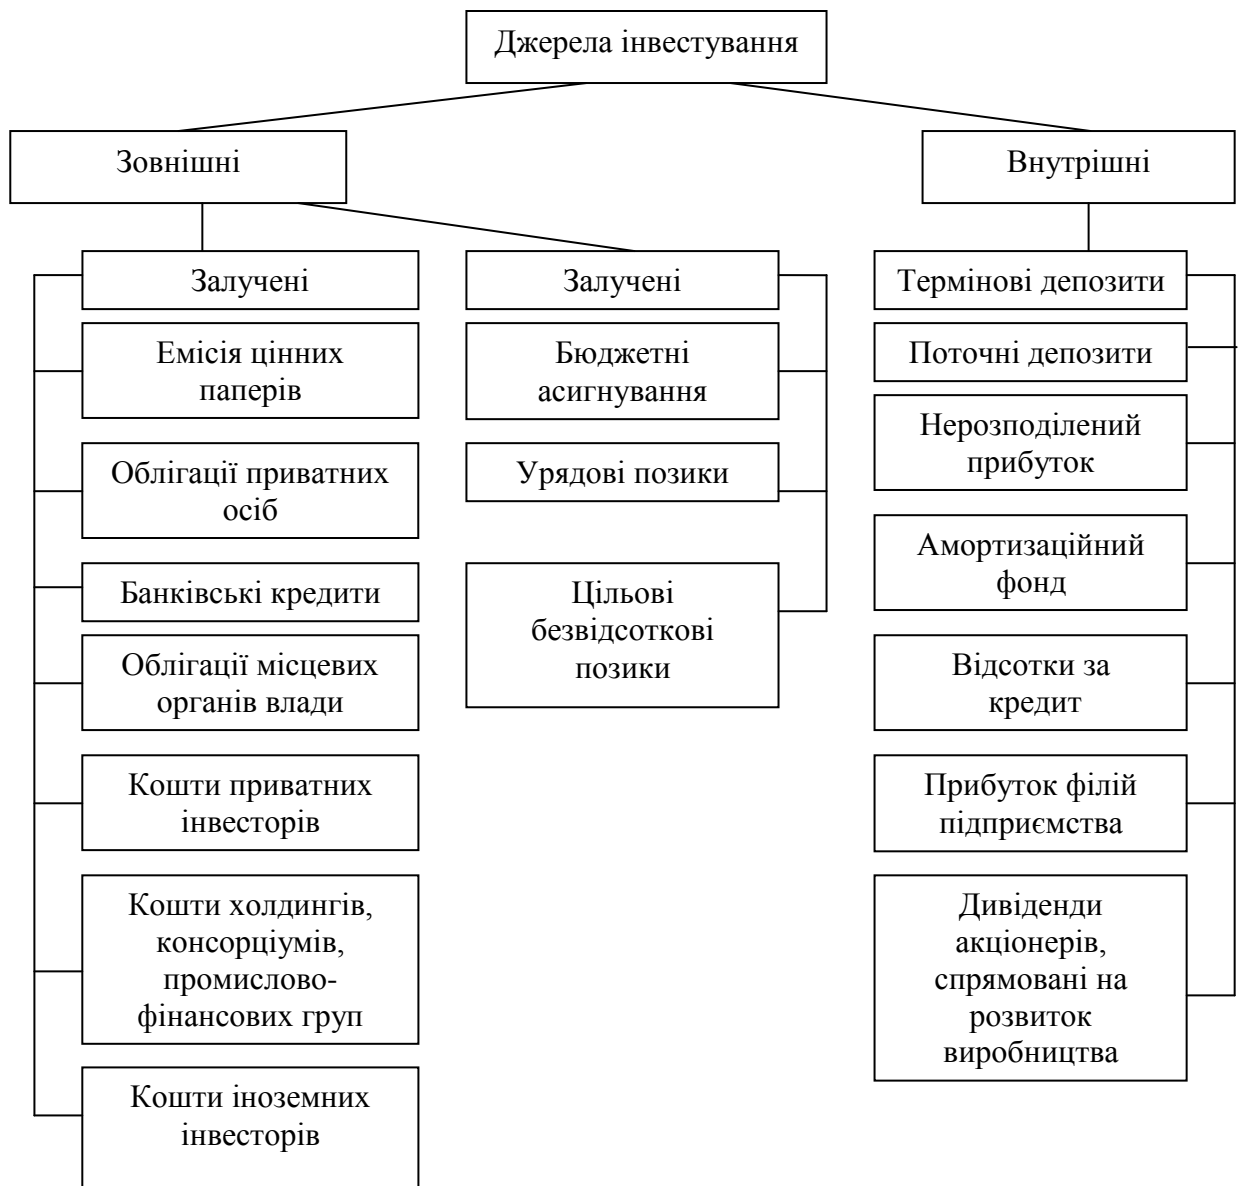 Джерела інвестування
Зовнішні
Внутрішні
Залучені
Емісія цінних
паперів
Облігації приватних
осіб
Банківські кредити
Облігації місцевих
органів влади
Кошти приватних
інвесторів
Кошти холдингів,
консорціумів,
промислово-
фінансових груп
Кошти іноземних
інвесторів
Залучені
Бюджетні
асигнування
Урядові позики
Цільові
безвідсоткові
позики
Термінові депозити
Поточні депозити
Нерозподілений
прибуток
Амортизаційний
фонд
Відсотки за
кредит
Прибуток філій
підприємства
Дивіденди
акціонерів,
спрямовані на
розвиток
виробництва